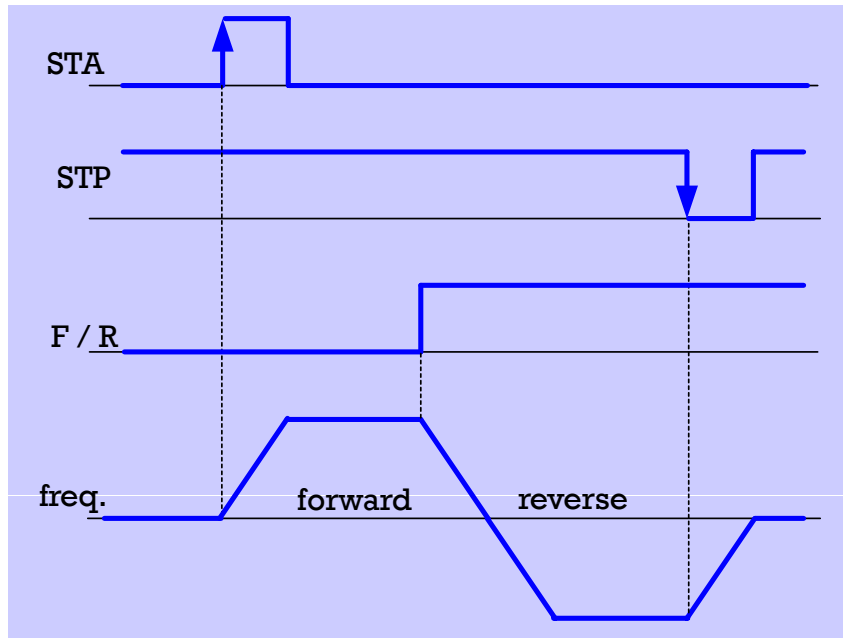 STA
STP
F / R
freq.
forward
reverse